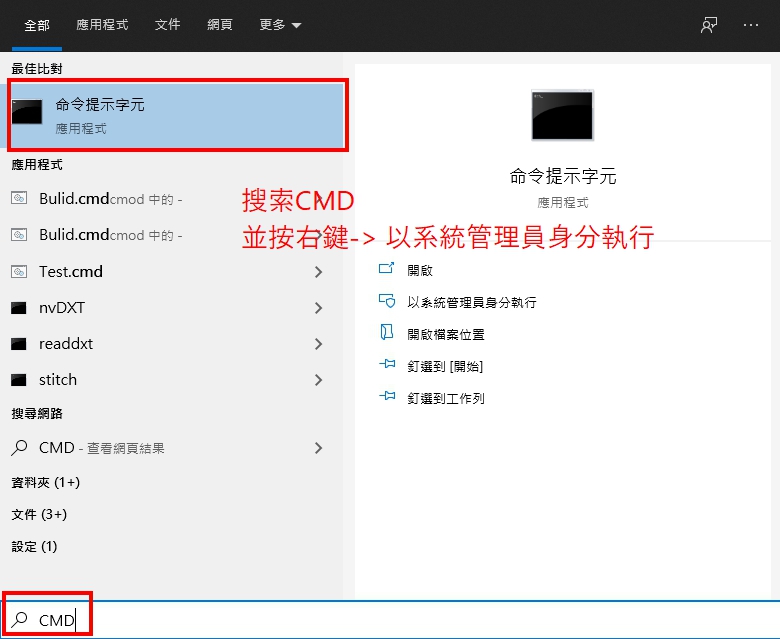 全部 應用程式 文件 網頁 更多
最佳比對
命令提示字元
應用程式
應用程式
Bulid.cmdcmod 中的 -
Bulid.cmdcmod 中的 -
Test.cmd
nvDXT
readdxt
stitch
搜尋網路
CMD - 查看網頁結果
資料夾 (1+)
文件 (3+)
設定 (1)
搜索CMD
並按右鍵-> 以系統管理員身分執行
命令提示字元
應用程式
開啟
以系統管理員身分執行
開啟檔案位置
釘選到 [開始]
釘選到工作列
CMD